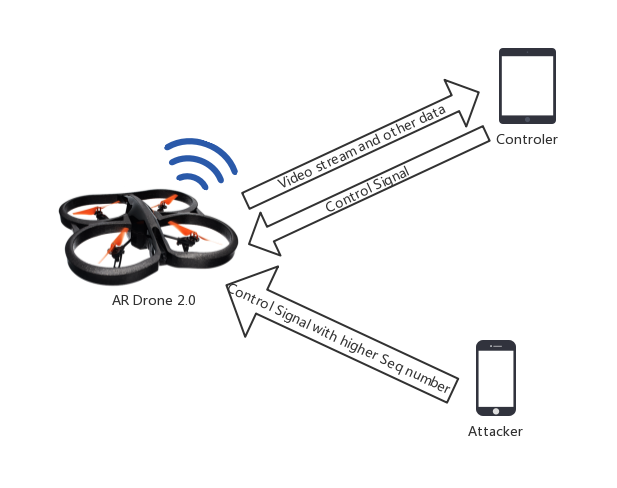 Video stream and other data
Control Signal
Controler
AR Drone 2.0
Control Signal with higher Seq number
Attacker